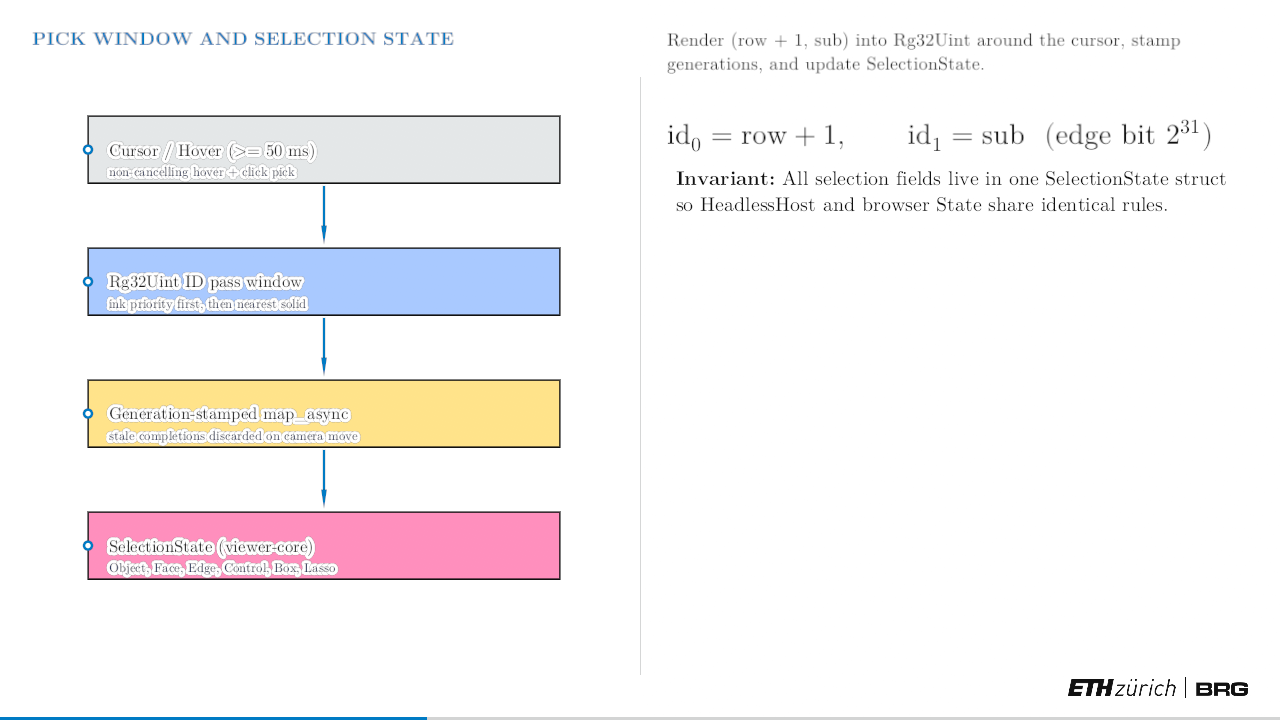 PICK WINDOW AND SELECTION STATE
Cursor / Hover (>= 50 ms)
non-cancelling hover + click pick
Rg32Uint ID pass window
ink priority first, then nearest solid
Generation-stamped map_async
stale completions discarded on camera move
SelectionState (viewer-core)
Object, Face, Edge, Control, Box, Lasso
Render (row + 1, sub) into Rg32Uint around the cursor, stamp
generations, and update SelectionState.
id₀ = row + 1, id₁ = sub (edge bit 2³¹)
Invariant: All selection fields live in one SelectionState struct
so HeadlessHost and browser State share identical rules.
ETH zürich | BRG